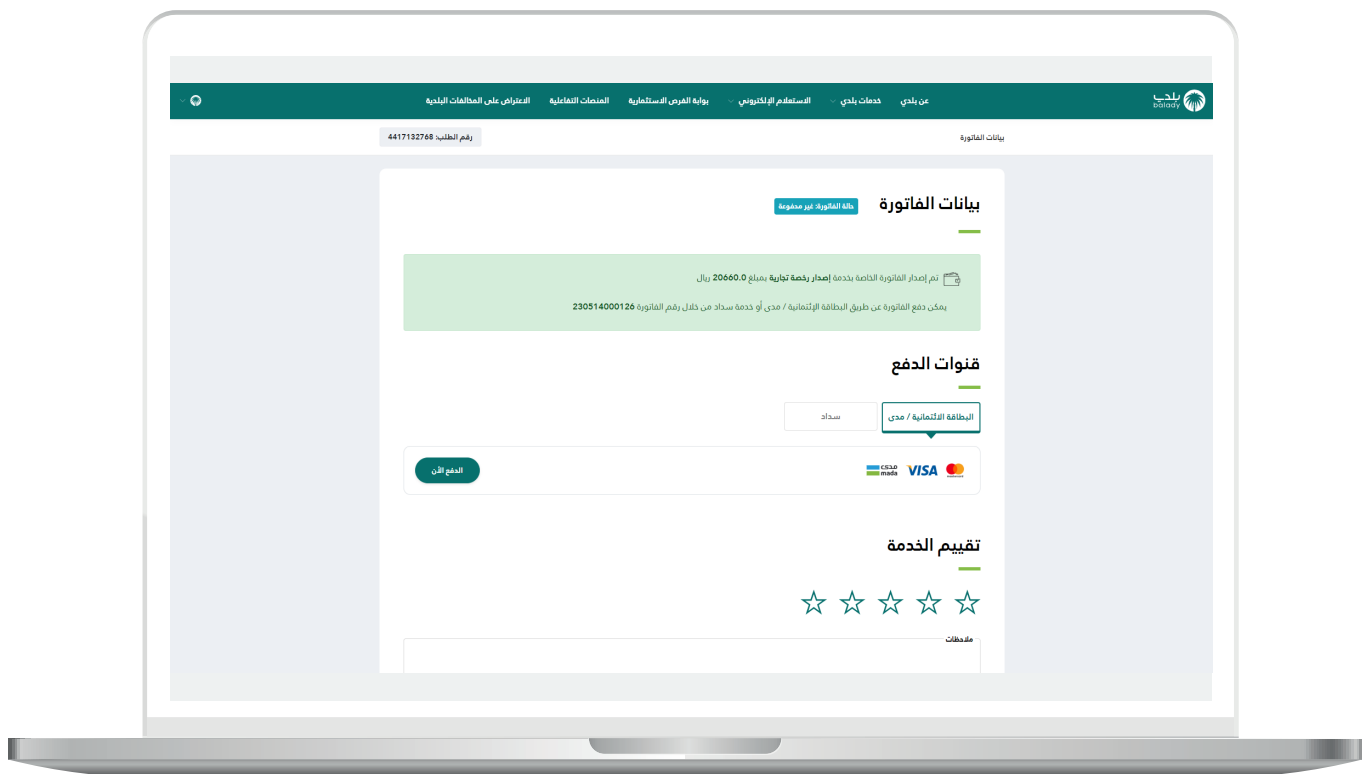 بلدي
balady
عن بلدي
خدمات بلدي
الاستعلام الإلكتروني
بوابة الفرص الاستثمارية
المنصات التفاعلية
الاعتراض على المخالفات البلدية
بيانات الفاتورة
رقم الطلب: 4417132768
بيانات الفاتورة
حالة الفاتورة: غير مدفوعة
تم إصدار الفاتورة الخاصة بخدمة إصدار رخصة تجارية بمبلغ 20660.0 ريال
يمكن دفع الفاتورة عن طريق البطاقة الإئتمانية / مدى أو خدمة سداد من خلال رقم الفاتورة 230514000126
قنوات الدفع
البطاقة الائتمانية / مدى
سداد
VISA
مدى
mada
الدفع الأن
تقييم الخدمة
ملاحظات